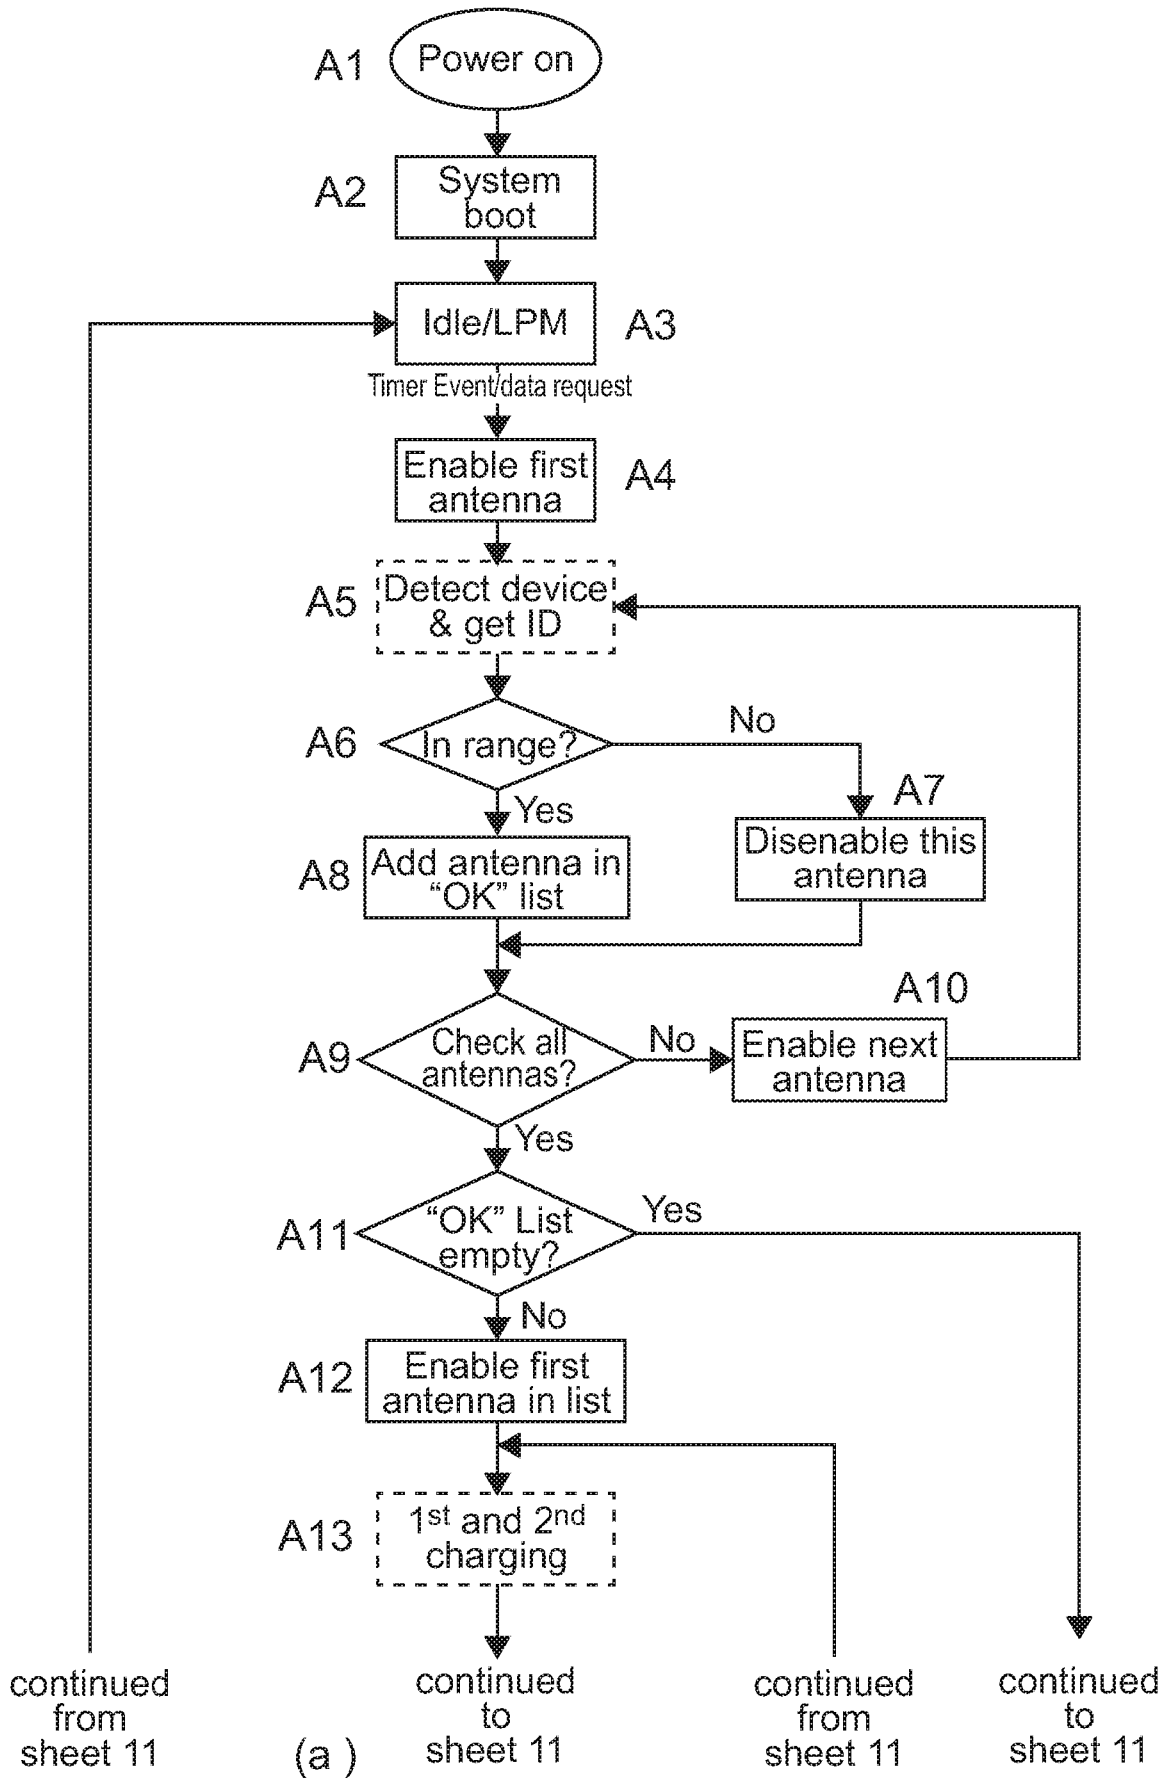 A1
Power on
A2
System
boot
Idle/LPM
A3
Timer Event/data request
Enable first
antenna
A4
A5
Detect device
& get ID
A6
In range?
No
Yes
A7
Disenable this
antenna
A8
Add antenna in
“OK” list
A9
Check all
antennas?
No
A10
Enable next
antenna
Yes
A11
“OK” List
empty?
Yes
No
A12
Enable first
antenna in list
A13
1st and 2nd
charging
continued
from
sheet 11
(a )
continued
to
sheet 11
continued
from
sheet 11
continued
to
sheet 11